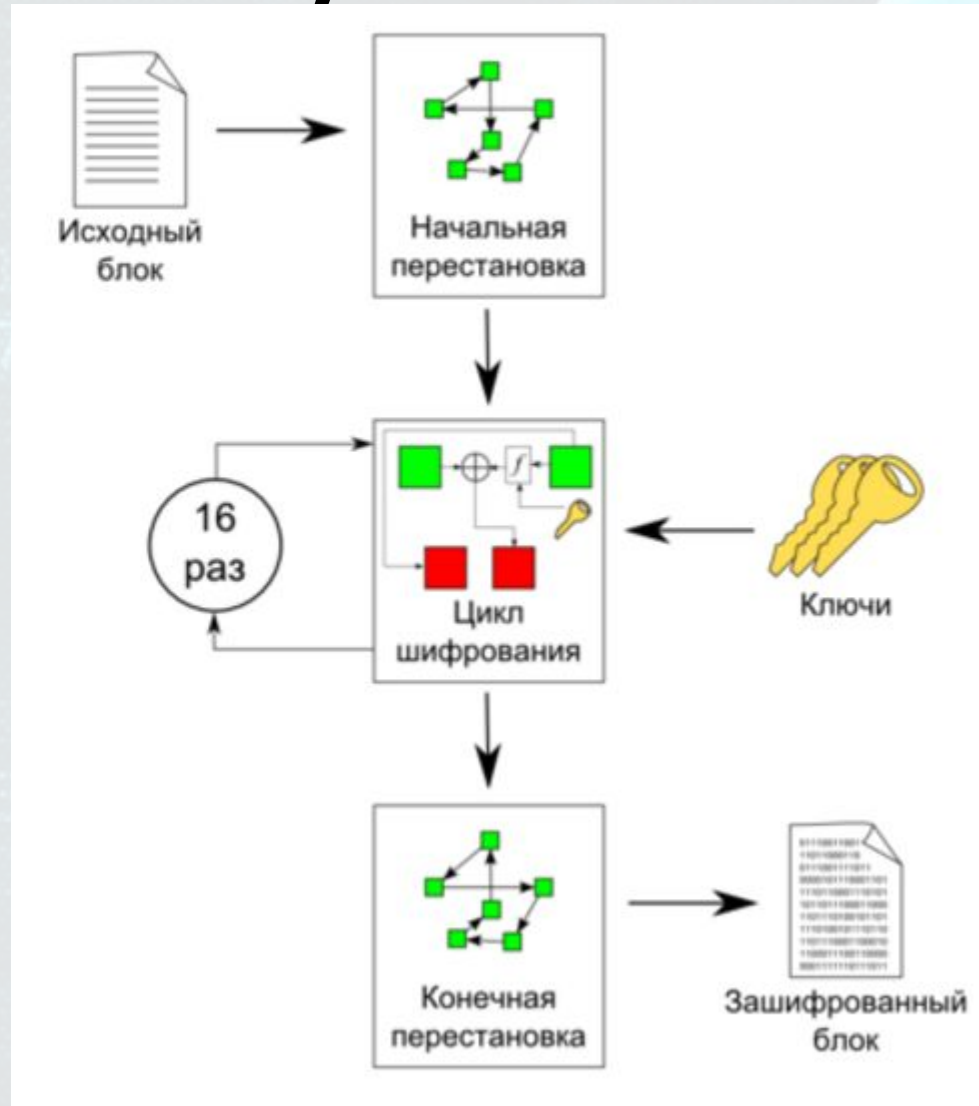 Исходный
блок
Начальная
перестановка
16
раз
f
Цикл
шифрования
Ключи
Конечная
перестановка
Зашифрованный
блок